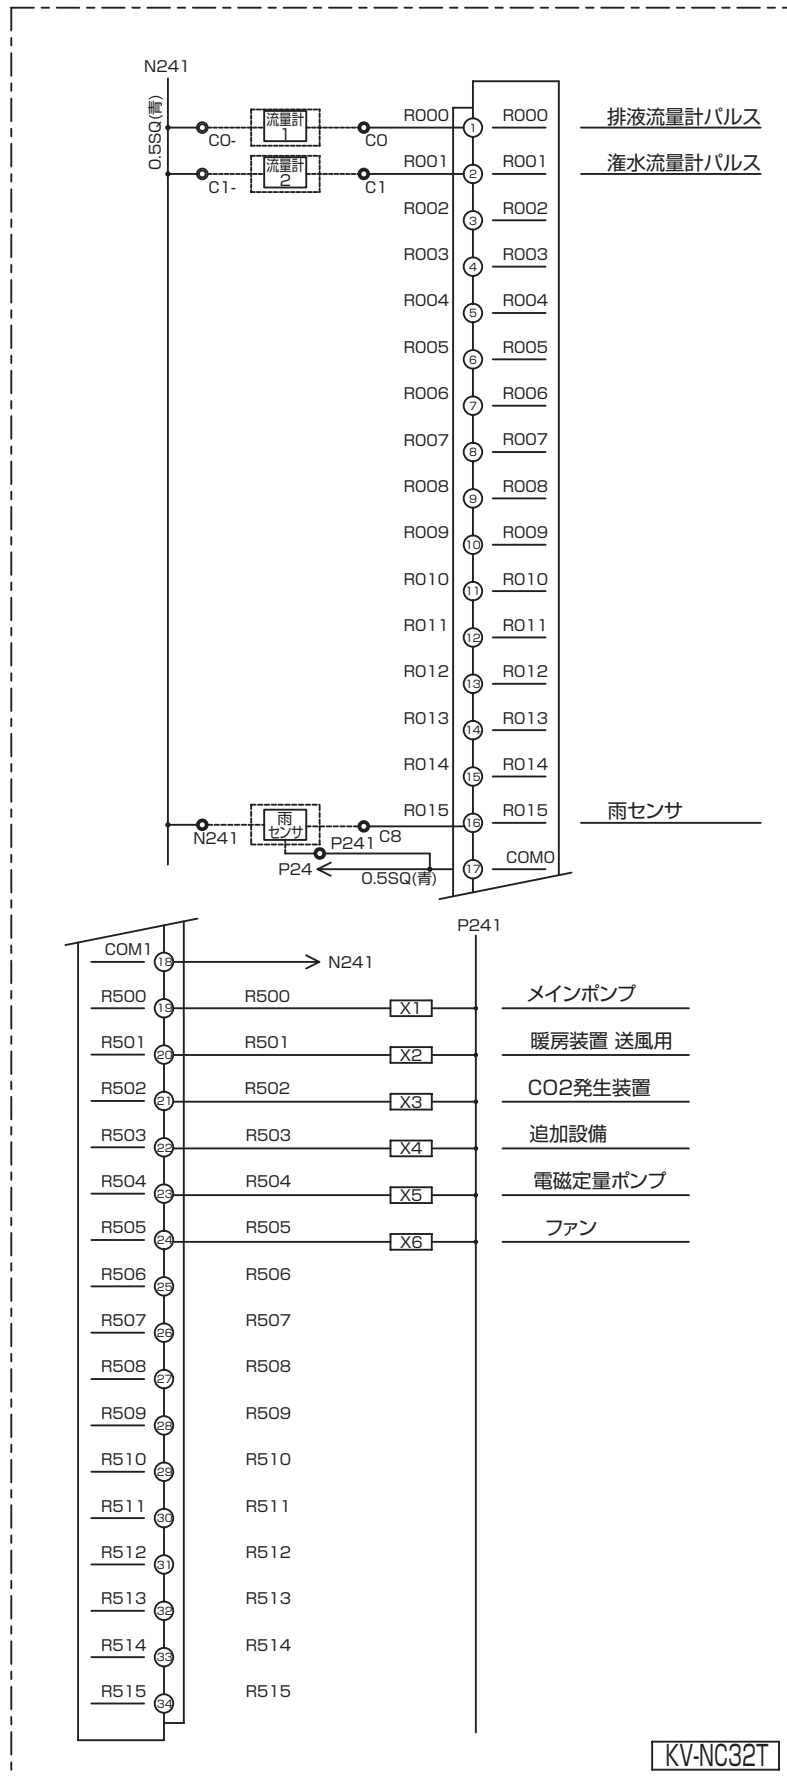 N241
0.5SQ(青)
流量計
1
C0-
C0
R000
1
R000
排液流量計パルス
流量計
2
C1-
C1
R001
2
R001
潅水流量計パルス
R002
3
R002
R003
4
R003
R004
5
R004
R005
6
R005
R006
7
R006
R007
8
R007
R008
9
R008
R009
10
R009
R010
11
R010
R011
12
R011
R012
13
R012
R013
14
R013
R014
15
R014
R015
16
R015
雨センサ
雨
センサ
N241
P241
C8
P24
0.5SQ(青)
17
COM0
P241
COM1
18
N241
R500
19
R500
X1
メインポンプ
R501
20
R501
X2
暖房装置 送風用
R502
21
R502
X3
CO2発生装置
R503
22
R503
X4
追加設備
R504
23
R504
X5
電磁定量ポンプ
R505
24
R505
X6
ファン
R506
25
R506
R507
26
R507
R508
27
R508
R509
28
R509
R510
29
R510
R511
30
R511
R512
31
R512
R513
32
R513
R514
33
R514
R515
34
R515
KV-NC32T